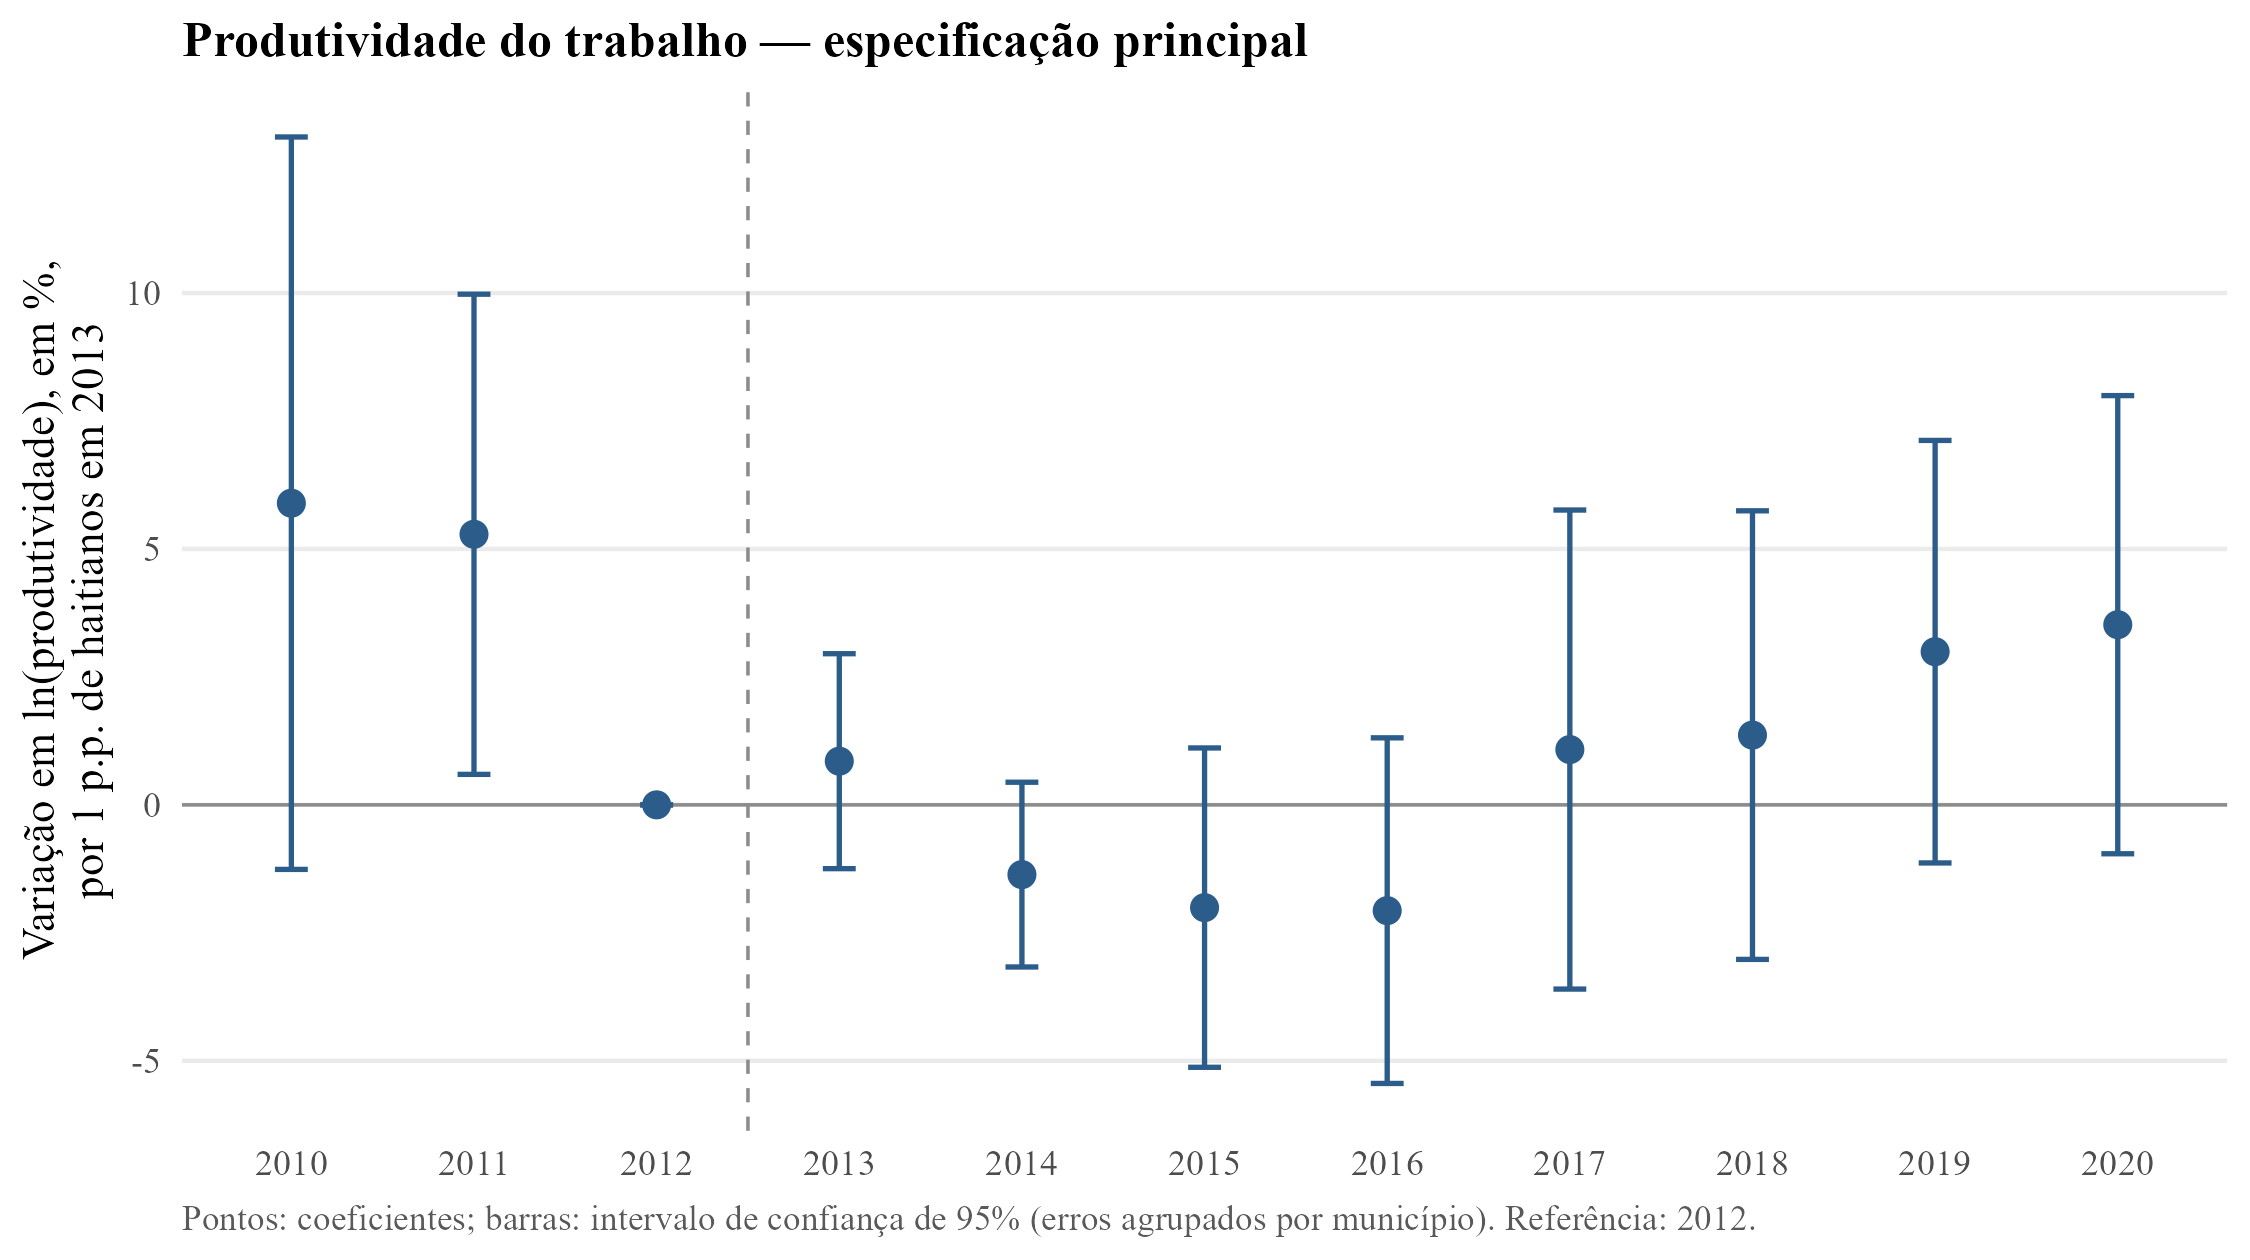 Produtividade do trabalho — especificação principal
Variação em ln(produtividade), em %,
por 1 p.p. de haitianos em 2013
10
5
0
-5
2010 2011 2012 2013 2014 2015 2016 2017 2018 2019 2020
Pontos: coeficientes; barras: intervalo de confiança de 95% (erros agrupados por município). Referência: 2012.